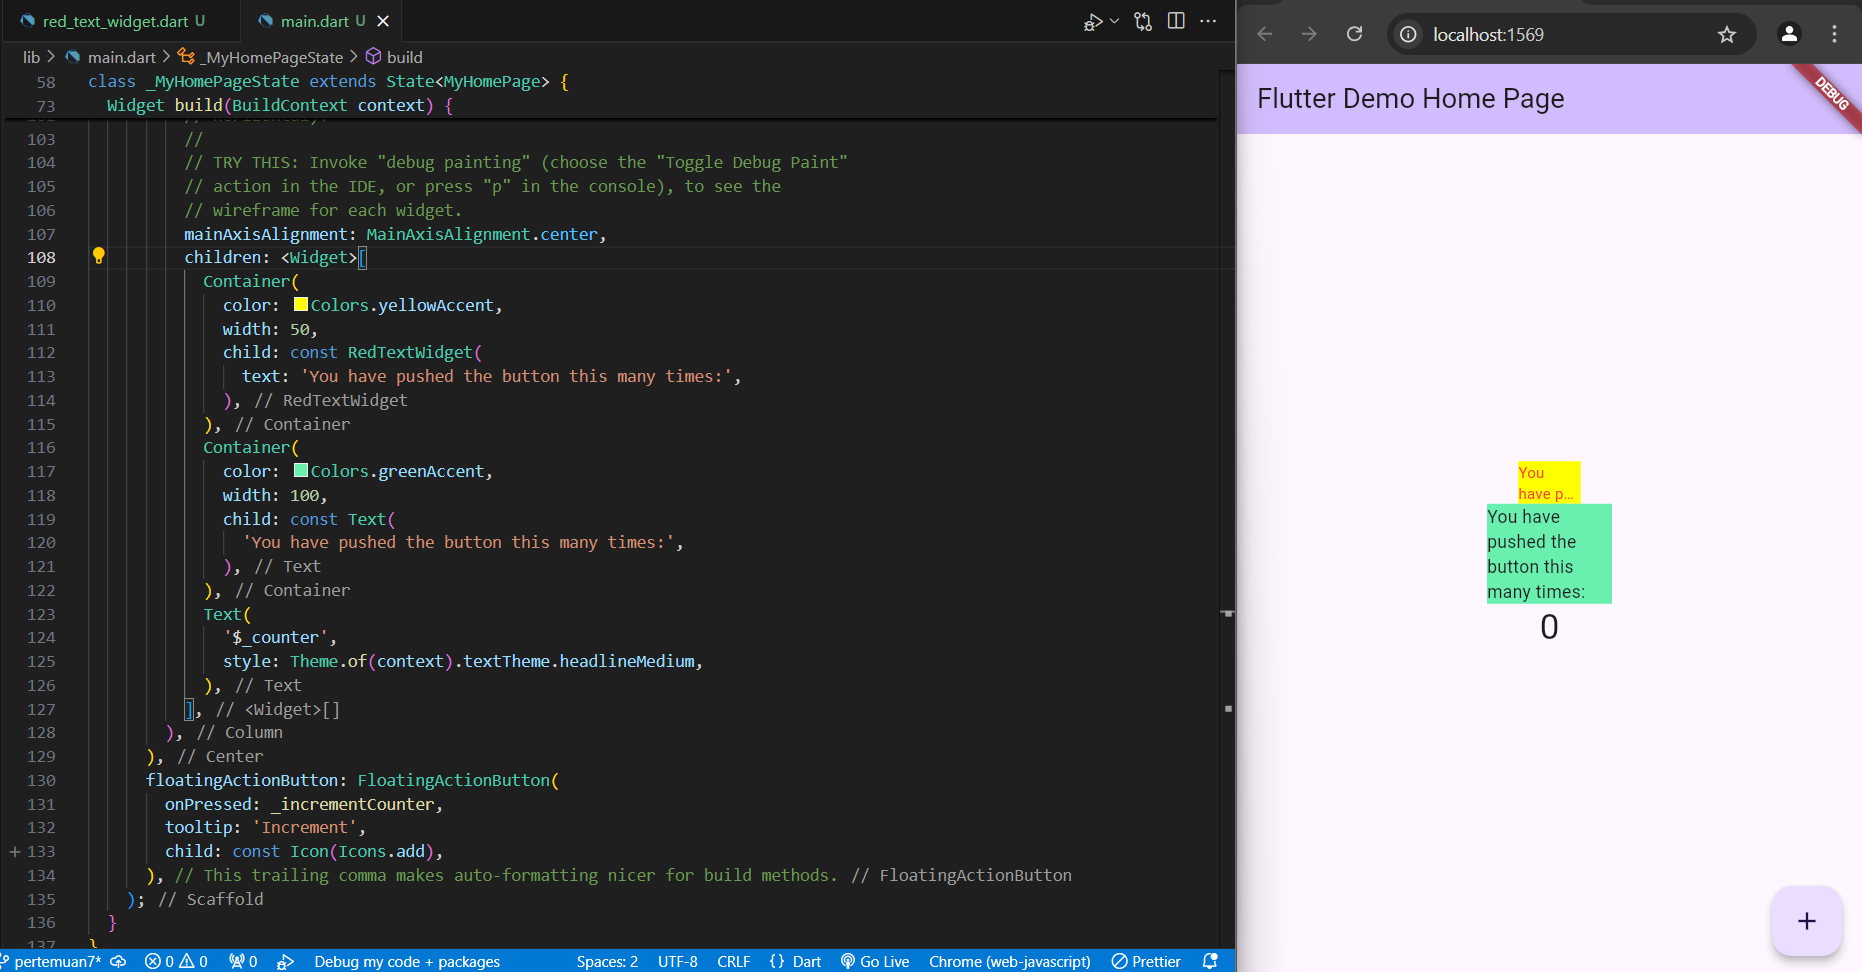 red_text_widget.dart U
main.dart U
lib > main.dart > _MyHomePageState > build
58 class _MyHomePageState extends State<MyHomePage> {
73 Widget build(BuildContext context) {
103 //
104 // TRY THIS: Invoke "debug painting" (choose the "Toggle Debug Paint"
105 // action in the IDE, or press "p" in the console), to see the
106 // wireframe for each widget.
107 mainAxisAlignment: MainAxisAlignment.center,
108 children: <Widget>[
109 Container(
110 color: Colors.yellowAccent,
111 width: 50,
112 child: const RedTextWidget(
113 text: 'You have pushed the button this many times:',
114 ), // RedTextWidget
115 ), // Container
116 Container(
117 color: Colors.greenAccent,
118 width: 100,
119 child: const Text(
120 'You have pushed the button this many times:',
121 ), // Text
122 ), // Container
123 Text(
124 '$_counter',
125 style: Theme.of(context).textTheme.headlineMedium,
126 ), // Text
127 ], // <Widget>[]
128 ), // Column
129 ), // Center
130 floatingActionButton: FloatingActionButton(
131 onPressed: _incrementCounter,
132 tooltip: 'Increment',
133 child: const Icon(Icons.add),
134 ), // This trailing comma makes auto-formatting nicer for build methods. // FloatingActionButton
135 ); // Scaffold
136 }
137 }
pertemuan7* 0 0 0 Debug my code + packages Spaces: 2 UTF-8 CRLF {} Dart Go Live Chrome (web-javascript) Prettier
localhost:1569
Flutter Demo Home Page
DEBUG
You
have p...
You have
pushed the
button this
many times:
0
+